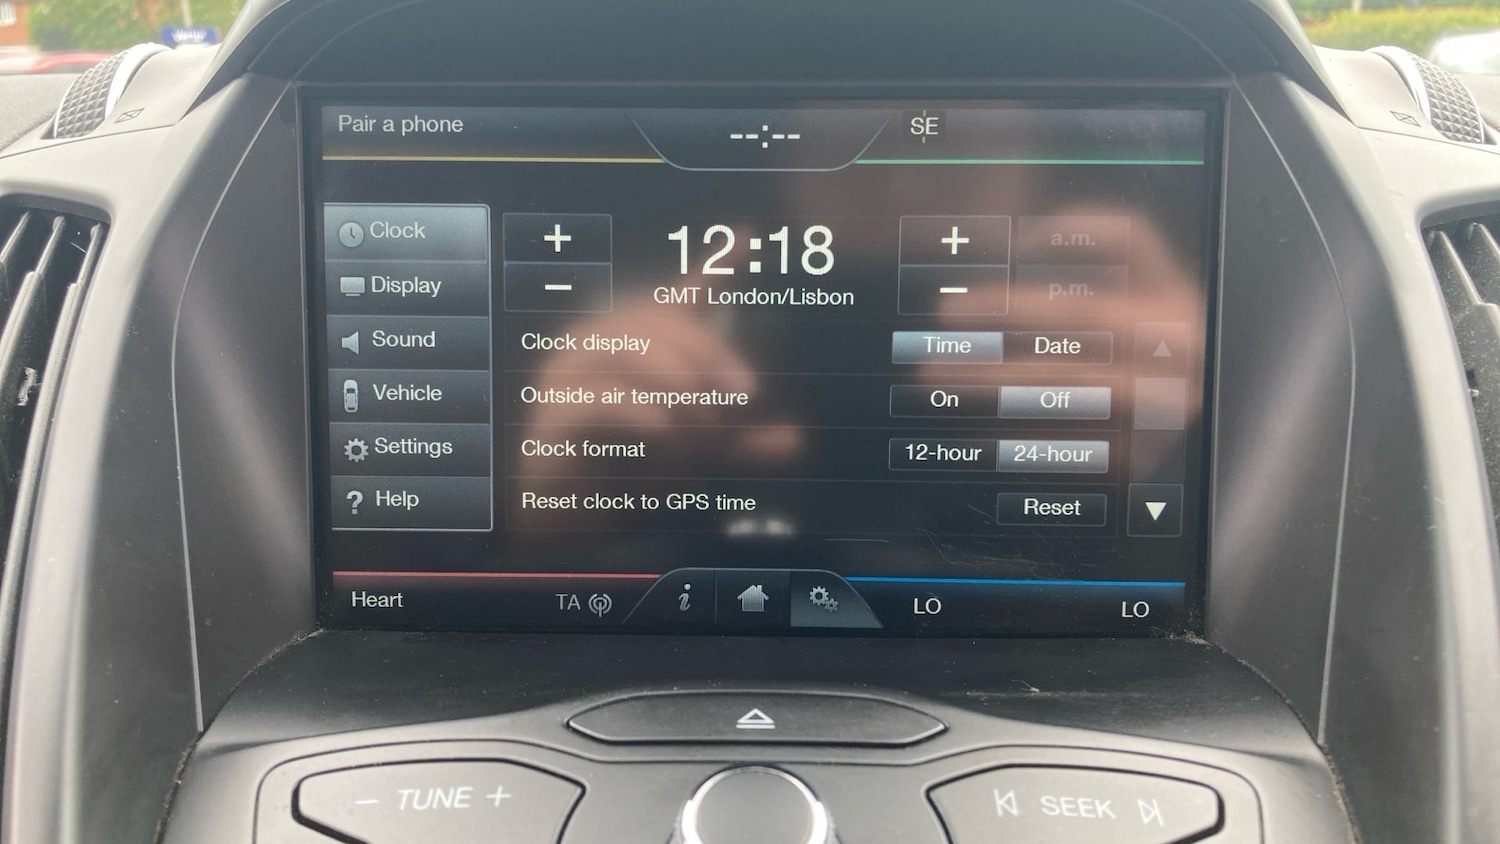 Pair a phone
--:--
SE
Clock
Display
Sound
Vehicle
Settings
? Help
+
−
12:18
GMT London/Lisbon
+
−
a.m.
p.m.
Clock display Time Date
Outside air temperature On Off
Clock format 12-hour 24-hour
Reset clock to GPS time Reset
Heart TA i LO LO
− TUNE +
SEEK